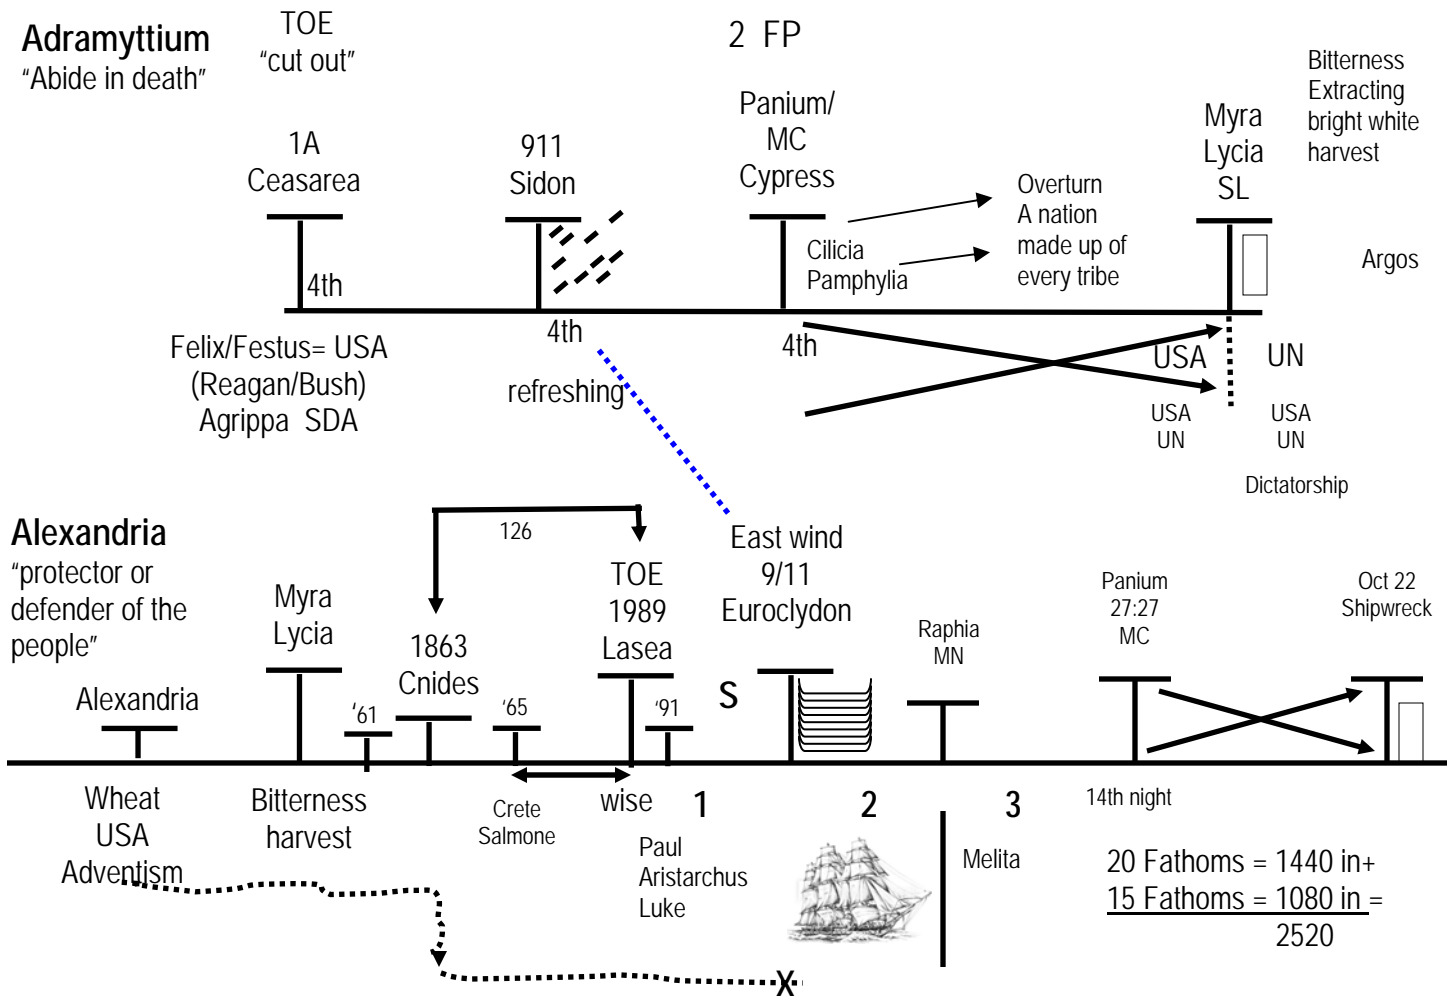 Adramyttium
"Abide in death"
TOE
"cut out"
2 FP
Bitterness
Extracting
bright white
harvest
1A
Ceasarea
911
Sidon
Panium/
MC
Cypress
Myra
Lycia
SL
Overturn
A nation
made up of
every tribe
Cilicia
Pamphylia
Argos
4th
4th
4th
Felix/Festus= USA
(Reagan/Bush)
Agrippa SDA
refreshing
USA
UN
USA
UN
USA
UN
Dictatorship
Alexandria
"protector or
defender of the
people"
126
East wind
9/11
Euroclydon
TOE
1989
Lasea
Myra
Lycia
1863
Cnides
Raphia
MN
Panium
27:27
MC
Oct 22
Shipwreck
Alexandria
'61
'65
'91
S
Wheat
USA
Adventism
Bitterness
harvest
Crete
Salmone
wise
1
2
3
14th night
Paul
Aristarchus
Luke
Melita
20 Fathoms = 1440 in+
15 Fathoms = 1080 in =
2520
X